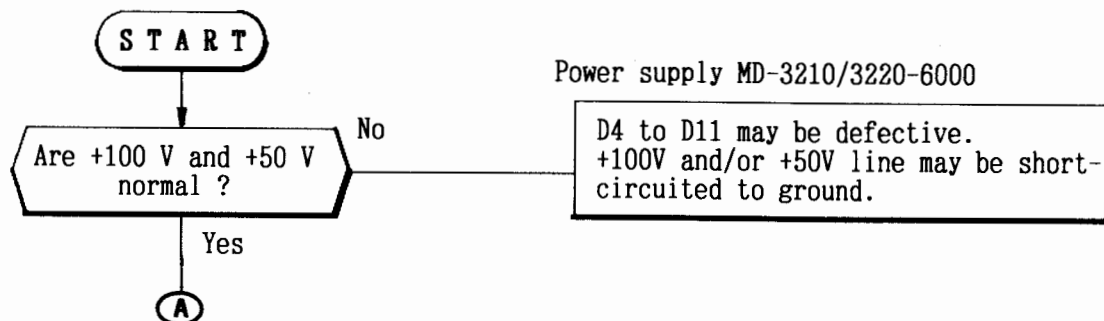 S T A R T
Power supply MD-3210/3220-6000
Are +100 V and +50 V
normal ?
No
D4 to D11 may be defective.
+100V and/or +50V line may be short-
circuited to ground.
Yes
A